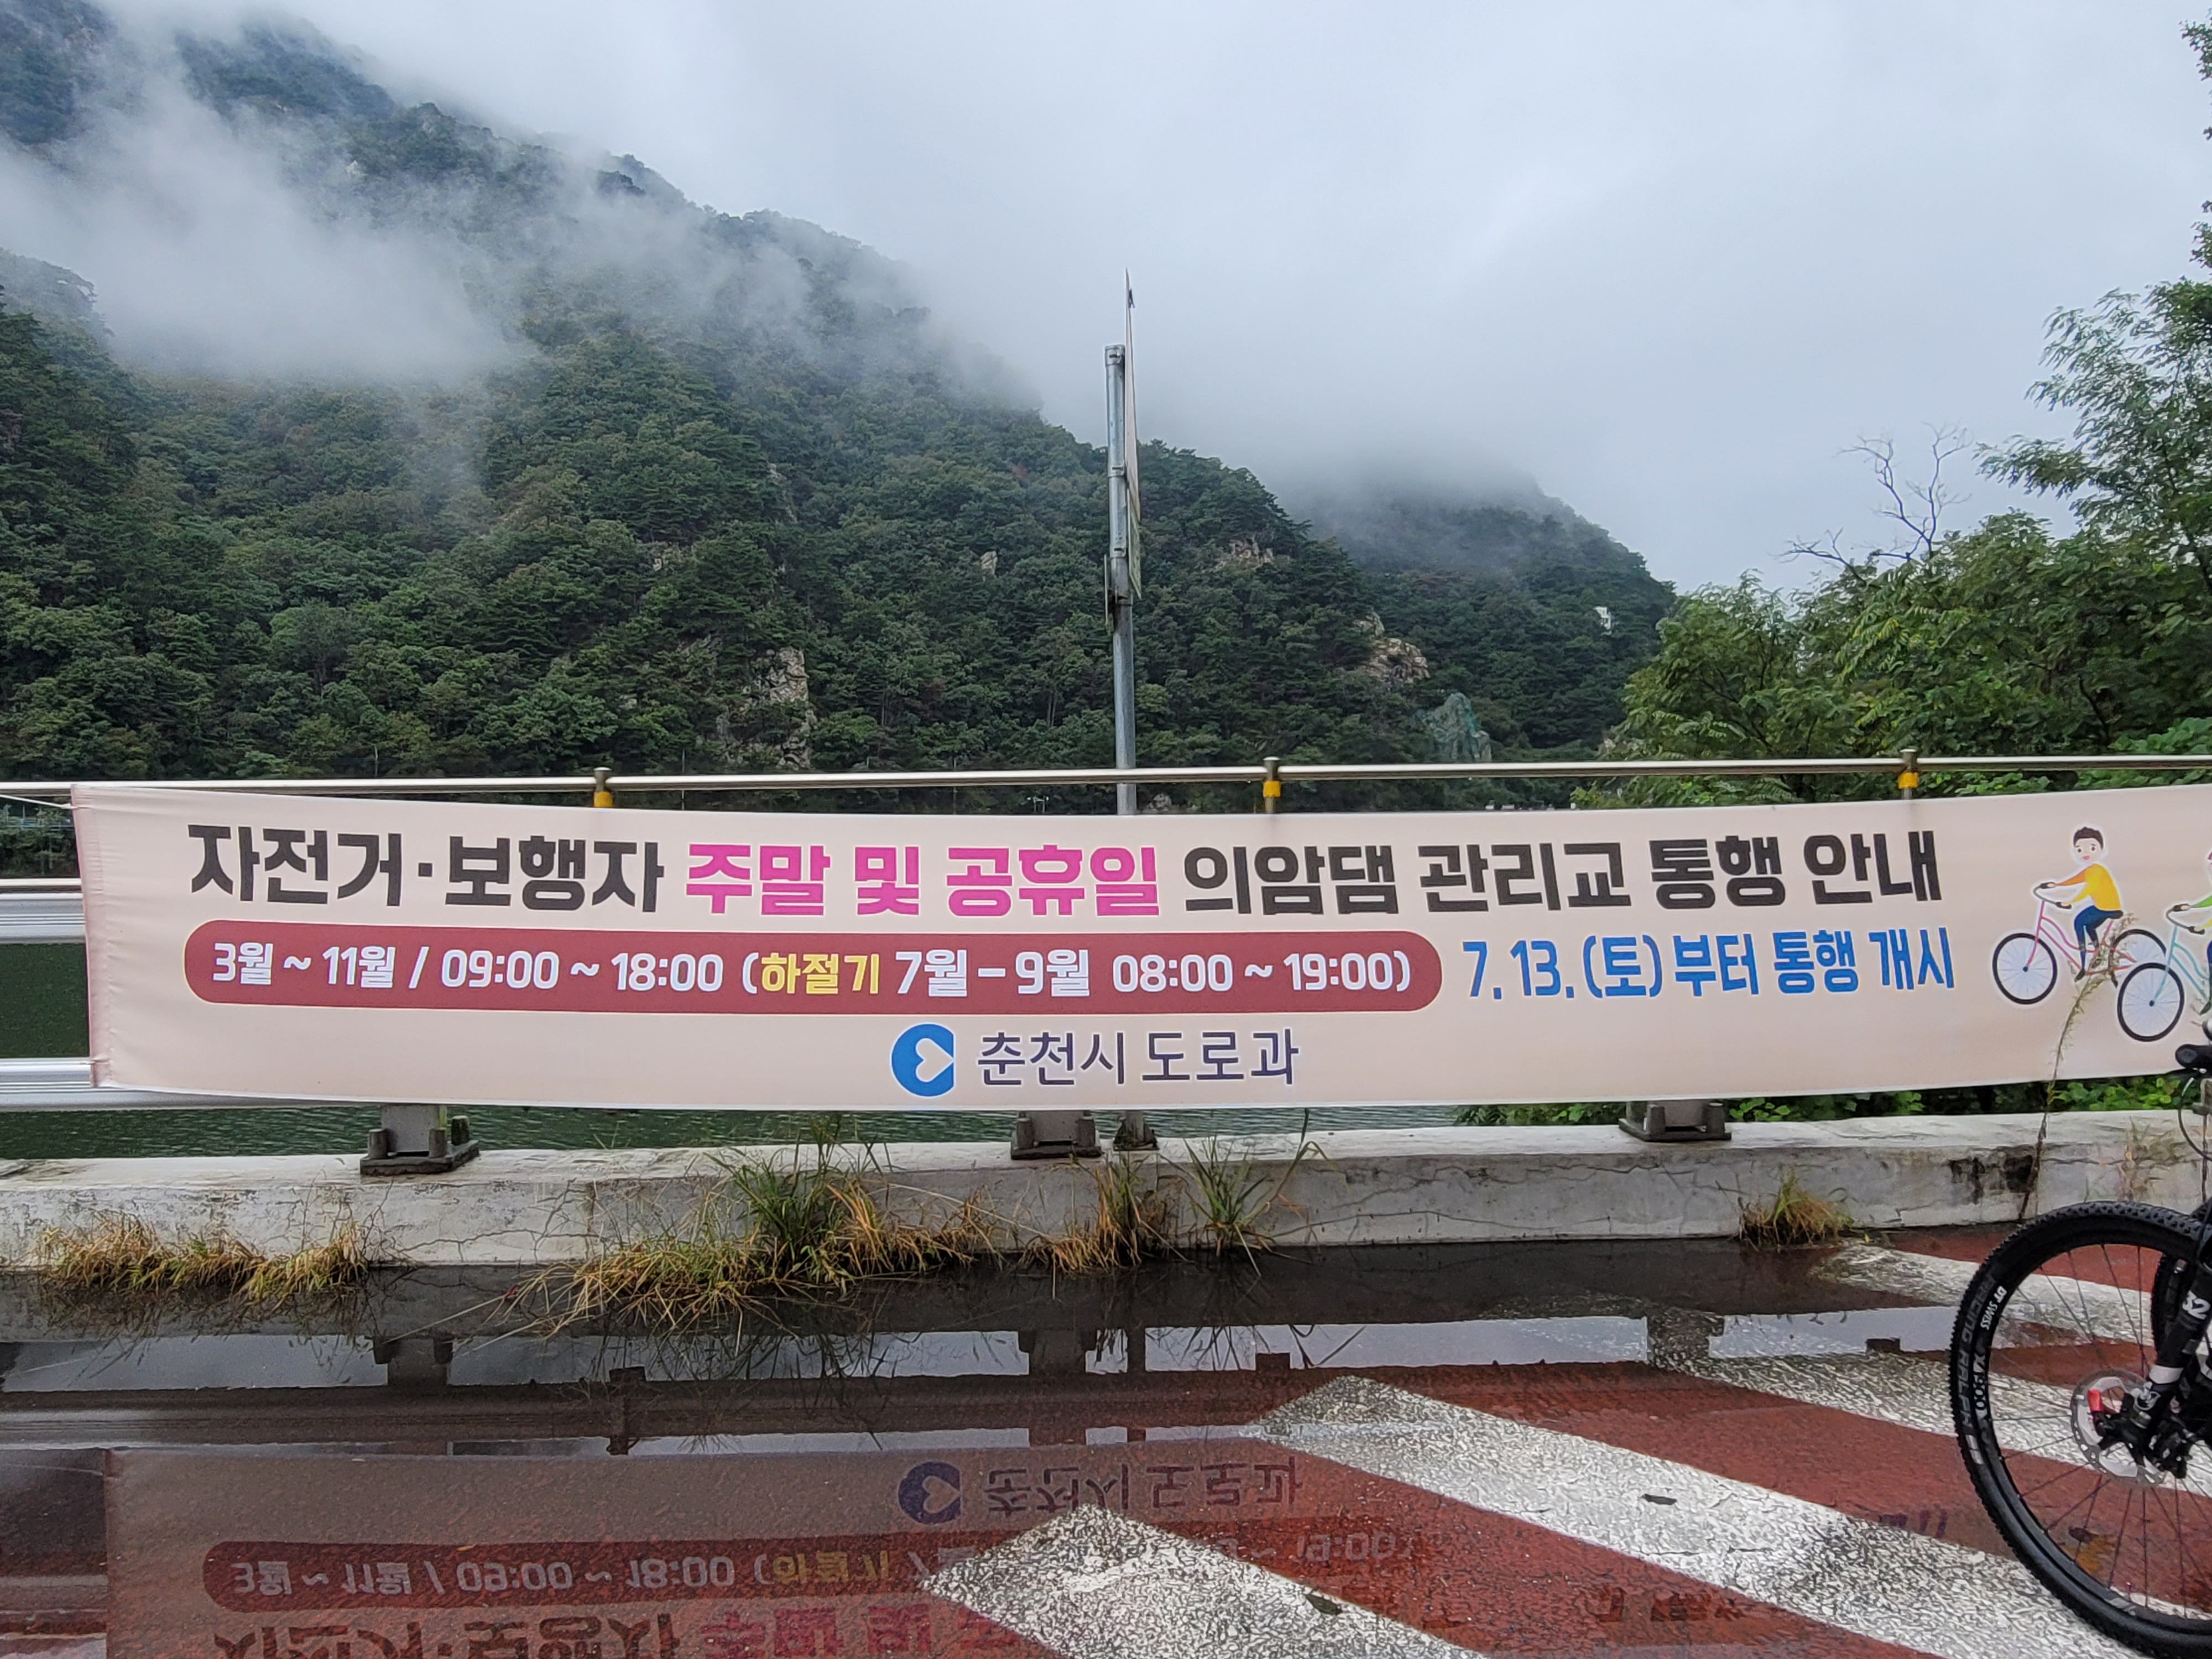 자전거·보행자 주말 및 공휴일 의암댐 관리교 통행 안내
3월 ~ 11월 / 09:00 ~ 18:00 (하절기 7월 – 9월 08:00 ~ 19:00) 7. 13. (토) 부터 통행 개시
춘천시 도로과